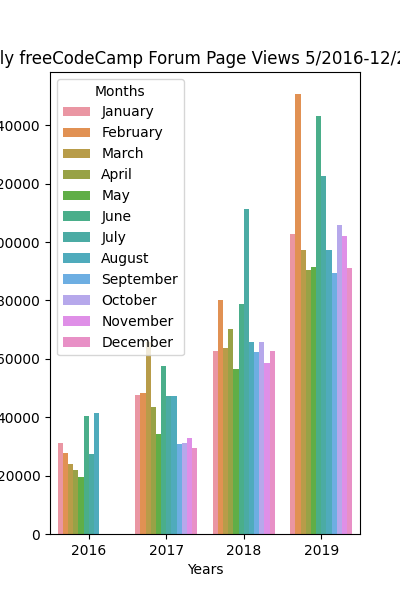 ly freeCodeCamp Forum Page Views 5/2016-12/2
Months
January
February
March
April
May
June
July
August
September
October
November
December
40000
20000
00000
80000
60000
40000
20000
0
2016 2017 2018 2019
Years